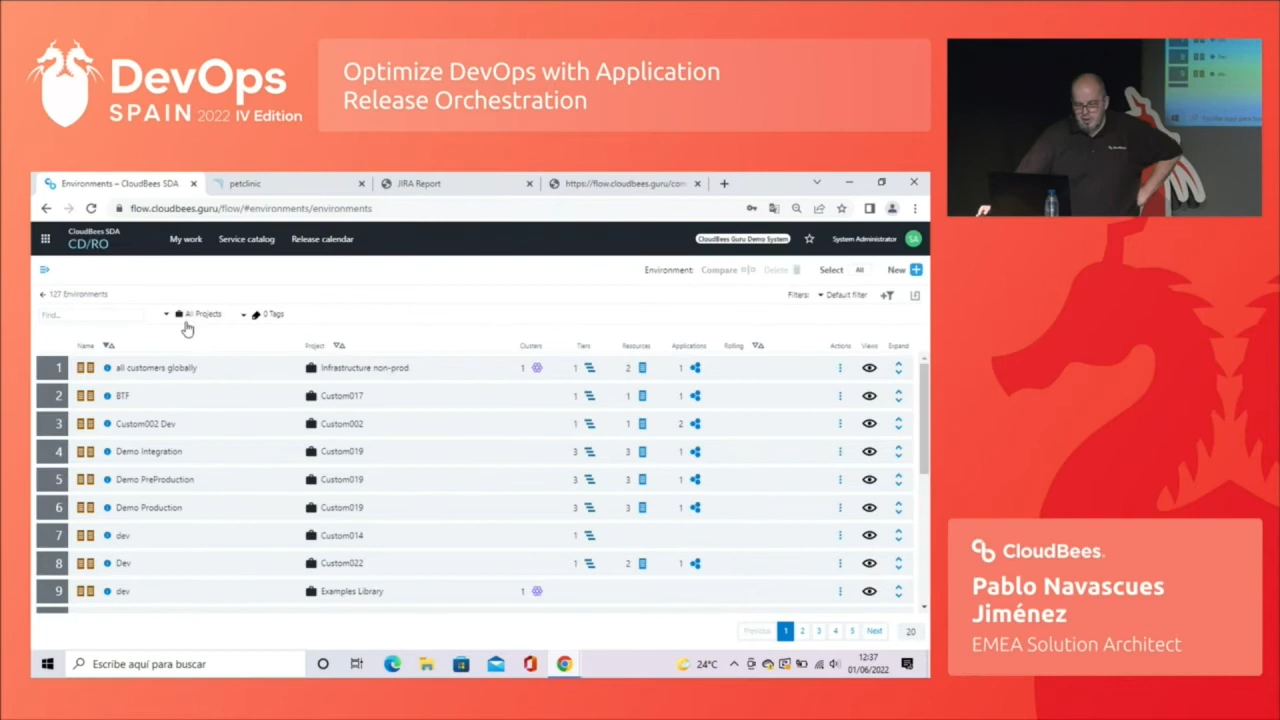 DevOps
SPAIN 2022 IV Edition
Optimize DevOps with Application
Release Orchestration
Environments – CloudBees SDA
petclinic
JIRA Report
https://flow.cloudbees.guru/com
flow.cloudbees.guru/flow/#environments/environments
CloudBees SDA
CD/RO
My work
Service catalog
Release calendar
CloudBees Guru Demo System
System Administrator
SA
Environment: Compare Delete Select All New
127 Environments
Filters: Default filter
Find...
All Projects
0 Tags
Name Project Clusters Tiers Resources Applications Rolling Actions Views Expand
1 all customers globally Infrastructure non-prod 1 1 2 1
2 BTF Custom017 1 1 1
3 Custom002 Dev Custom002 1 1 2
4 Demo Integration Custom019 3 3 1
5 Demo PreProduction Custom019 3 3 1
6 Demo Production Custom019 3 3 1
7 dev Custom014 1
8 Dev Custom022 1 2 1
9 dev Examples Library 1
Previous 1 2 3 4 5 Next 20
Escribe aquí para buscar
24°C
12:37
01/06/2022
CloudBees.
Pablo Navascues
Jiménez
EMEA Solution Architect